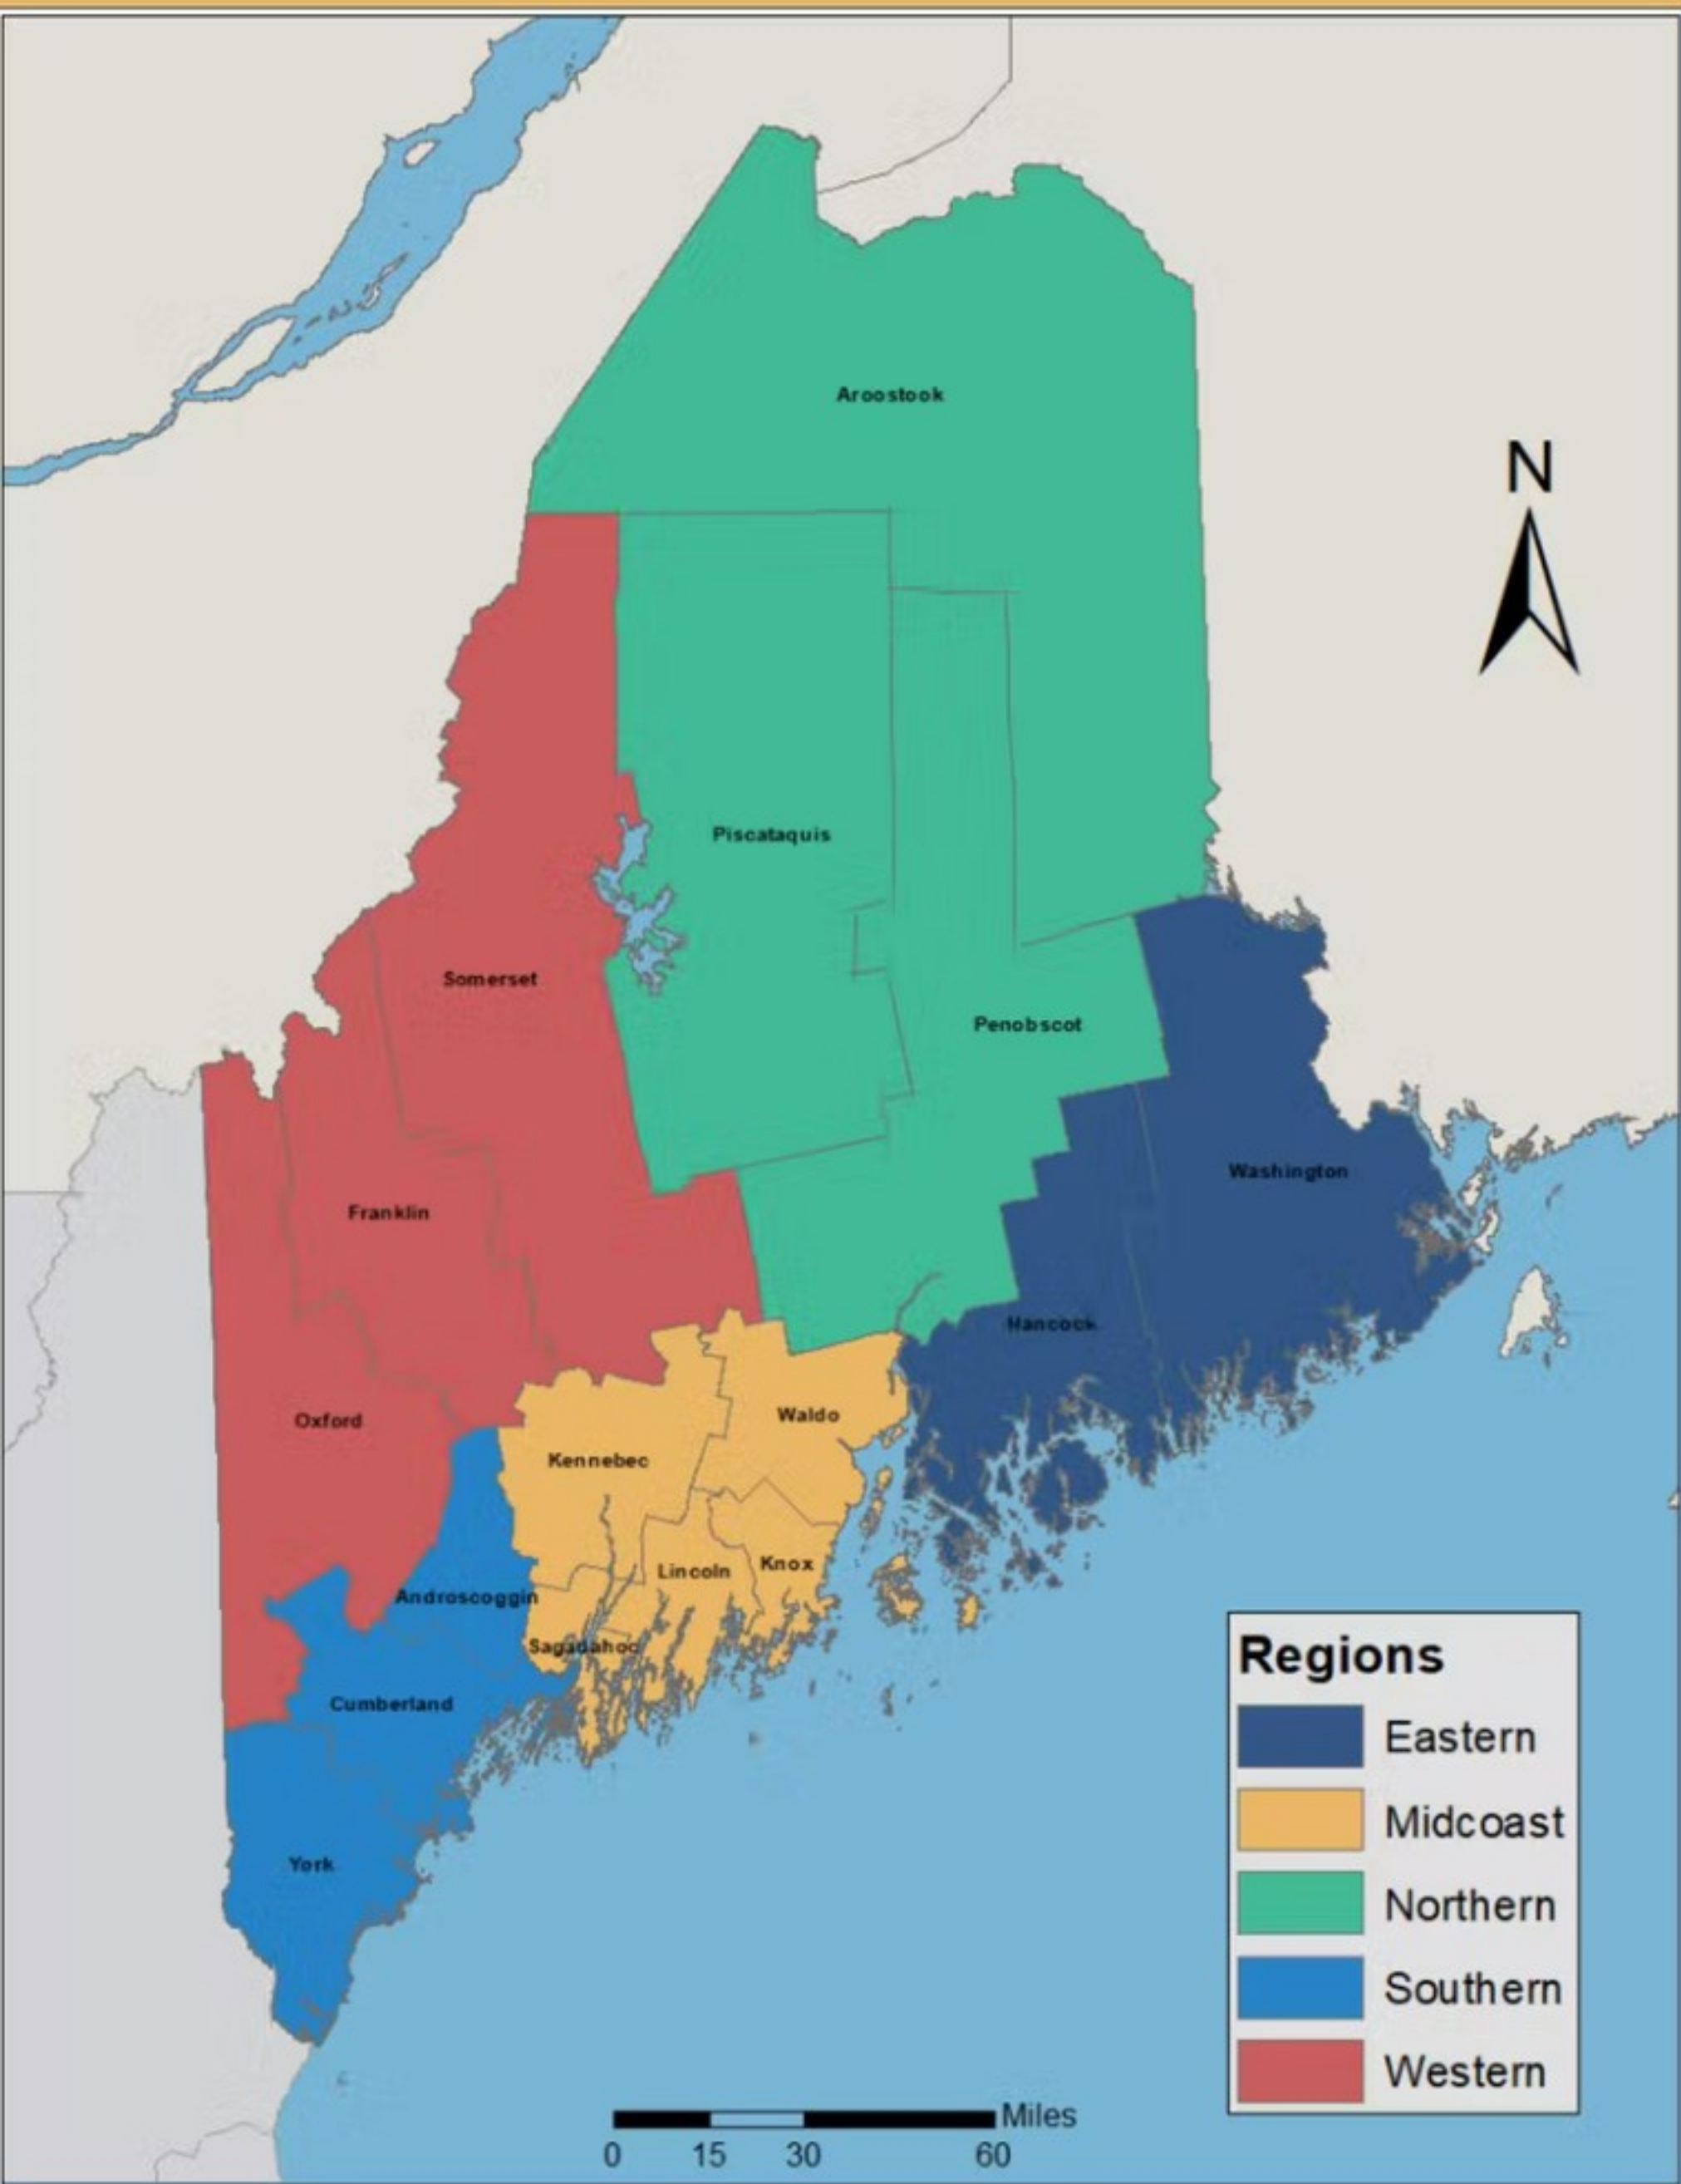 Aroostook
N
Piscataquis
Somerset
Penobscot
Washington
Franklin
Hancock
Oxford
Waldo
Kennebec
Knox
Lincoln
Androscoggin
Sagadahoc
Cumberland
York
Regions
Eastern
Midcoast
Northern
Southern
Western
Miles
0 15 30 60